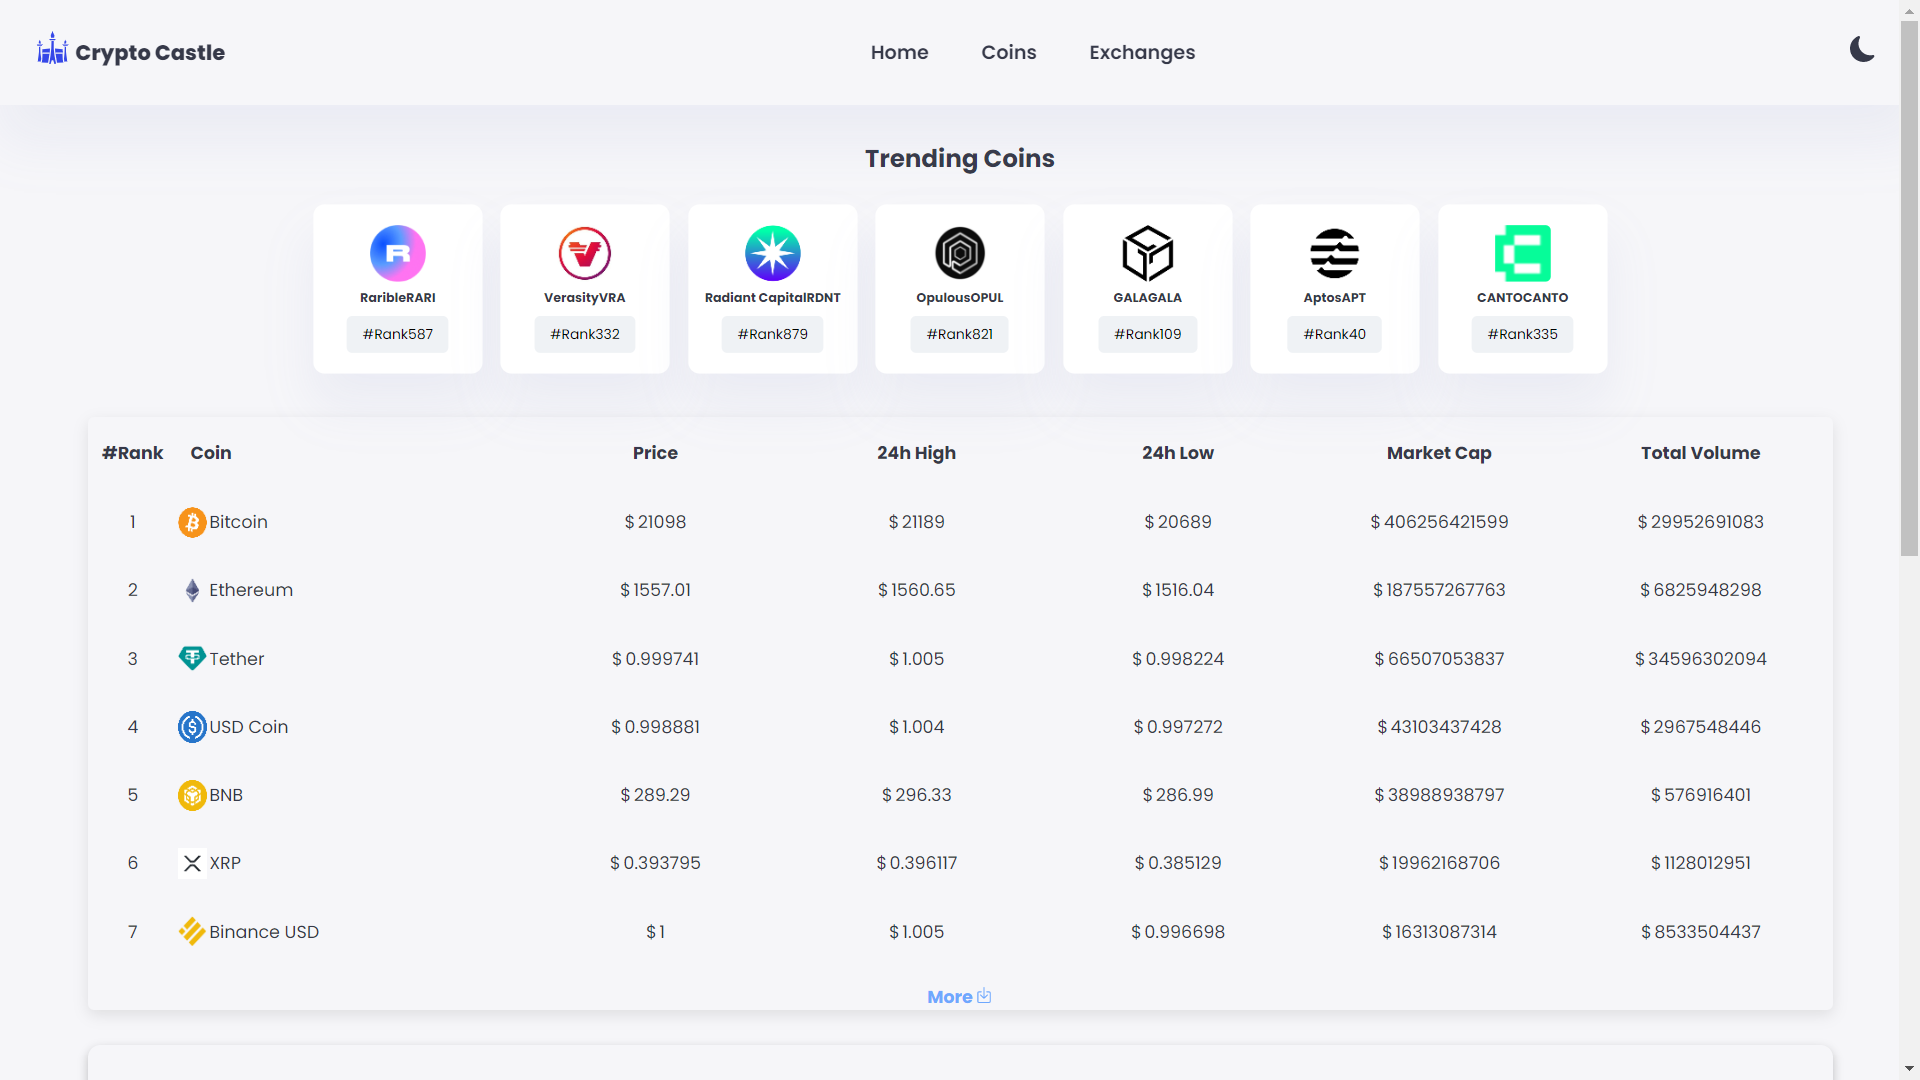 Crypto Castle Home Coins Exchanges
Trending Coins
RaribleRARI VerasityVRA Radiant CapitalRDNT OpulousOPUL GALAGALA AptosAPT CANTOCANTO
#Rank587 #Rank332 #Rank879 #Rank821 #Rank109 #Rank40 #Rank335
#Rank Coin Price 24h High 24h Low Market Cap Total Volume
1 Bitcoin $ 21098 $ 21189 $ 20689 $ 406256421599 $ 29952691083
2 Ethereum $ 1557.01 $ 1560.65 $ 1516.04 $ 187557267763 $ 6825948298
3 Tether $ 0.999741 $ 1.005 $ 0.998224 $ 66507053837 $ 34596302094
4 USD Coin $ 0.998881 $ 1.004 $ 0.997272 $ 43103437428 $ 2967548446
5 BNB $ 289.29 $ 296.33 $ 286.99 $ 38988938797 $ 576916401
6 XRP $ 0.393795 $ 0.396117 $ 0.385129 $ 19962168706 $ 1128012951
7 Binance USD $ 1 $ 1.005 $ 0.996698 $ 16313087314 $ 8533504437
More